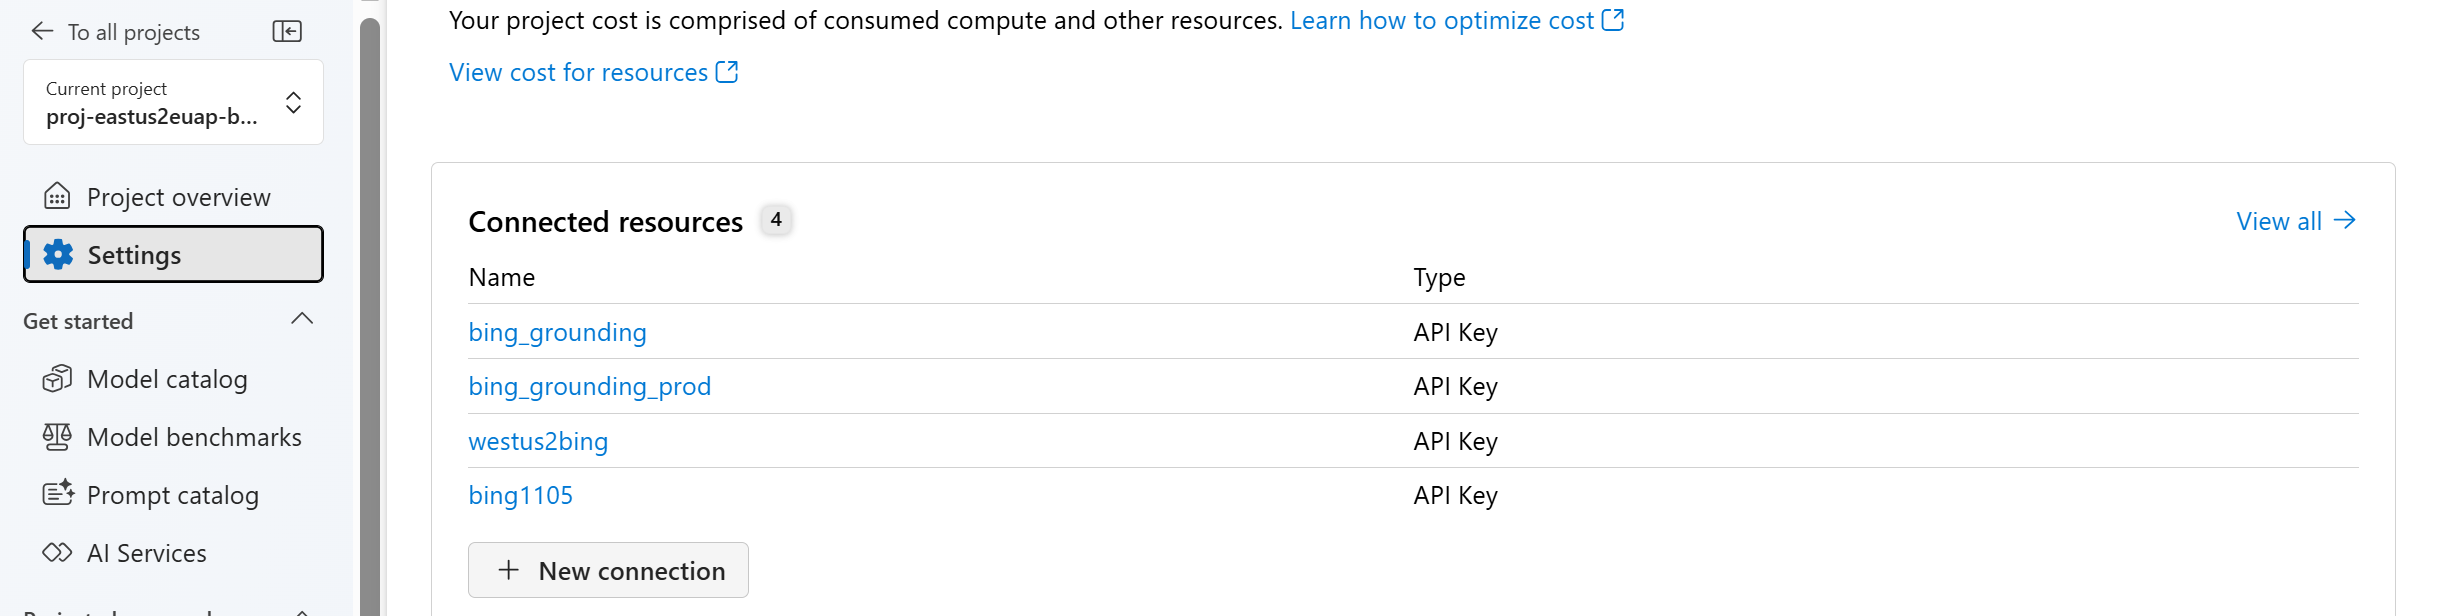 To all projects
Current project
proj-eastus2euap-b...
Project overview
Settings
Get started
Model catalog
Model benchmarks
Prompt catalog
AI Services
Your project cost is comprised of consumed compute and other resources. Learn how to optimize cost
View cost for resources
Connected resources 4
View all
Name Type
bing_grounding API Key
bing_grounding_prod API Key
westus2bing API Key
bing1105 API Key
+ New connection